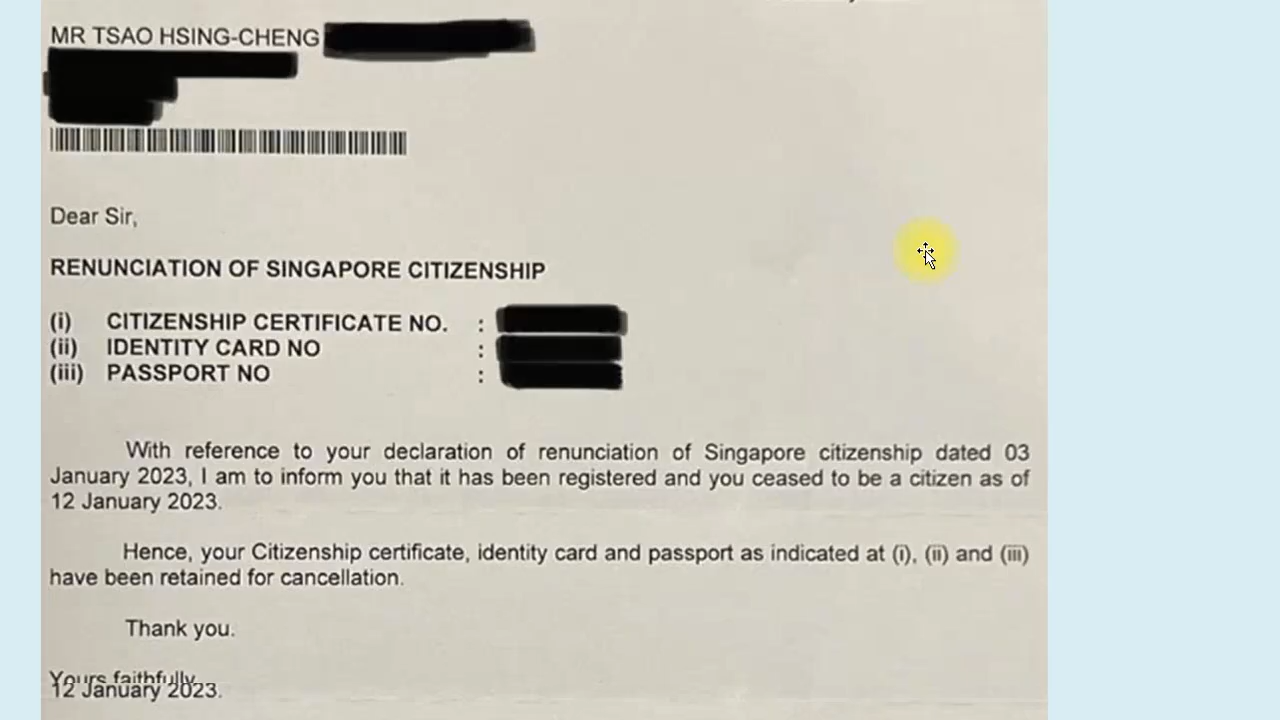 MR TSAO HSING-CHENG
Dear Sir,
RENUNCIATION OF SINGAPORE CITIZENSHIP
(i) CITIZENSHIP CERTIFICATE NO. :
(ii) IDENTITY CARD NO :
(iii) PASSPORT NO :
With reference to your declaration of renunciation of Singapore citizenship dated 03
January 2023, I am to inform you that it has been registered and you ceased to be a citizen as of
12 January 2023.
Hence, your Citizenship certificate, identity card and passport as indicated at (i), (ii) and (iii)
have been retained for cancellation.
Thank you.
Yours faithfully
12 January 2023.